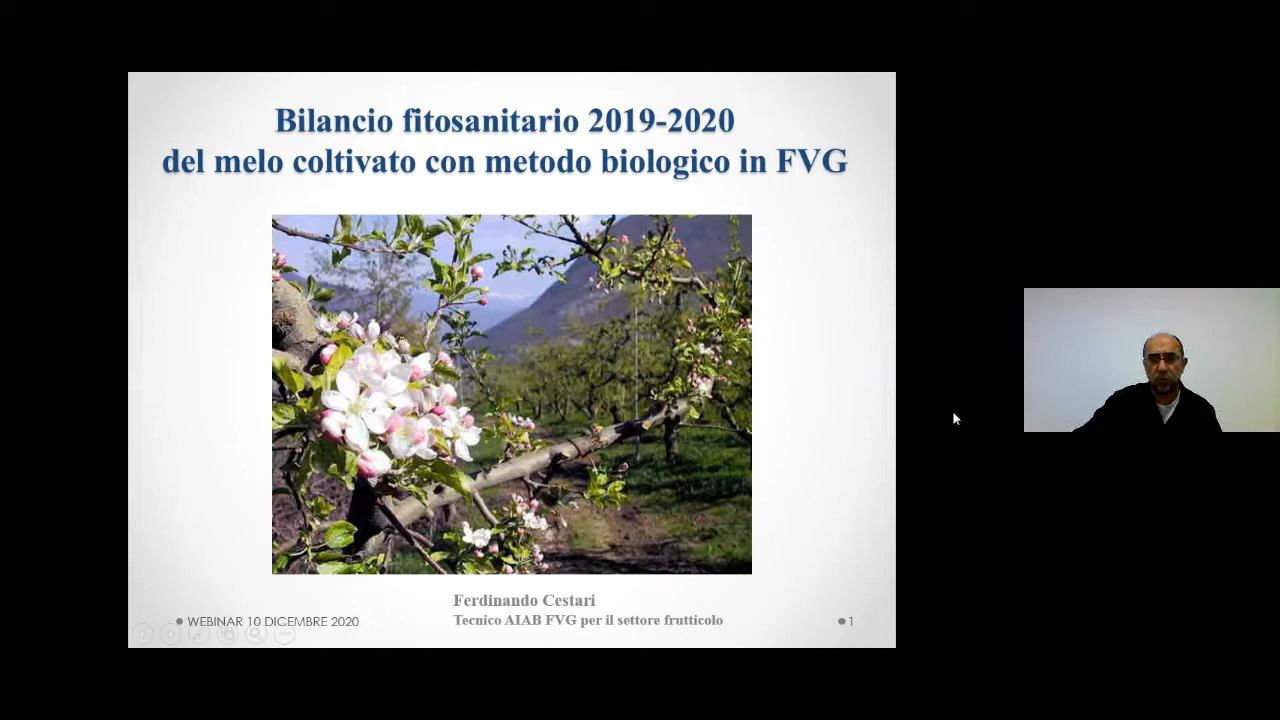 Bilancio fitosanitario 2019-2020
del melo coltivato con metodo biologico in FVG
Ferdinando Cestari
Tecnico AIAB FVG per il settore frutticolo
WEBINAR 10 DICEMBRE 2020
1